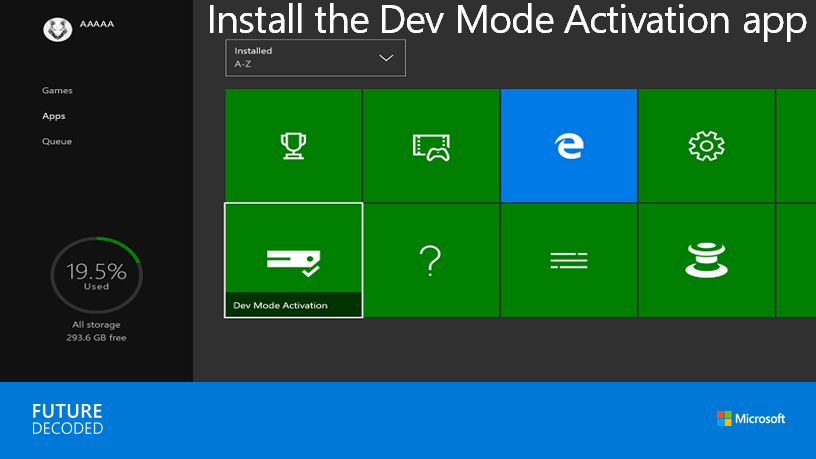 Install the Dev Mode Activation app
AAAAA
Installed
A-Z
Games
Apps
Queue
19.5%
Used
All storage
293.6 GB free
Dev Mode Activation
FUTURE
DECODED
Microsoft